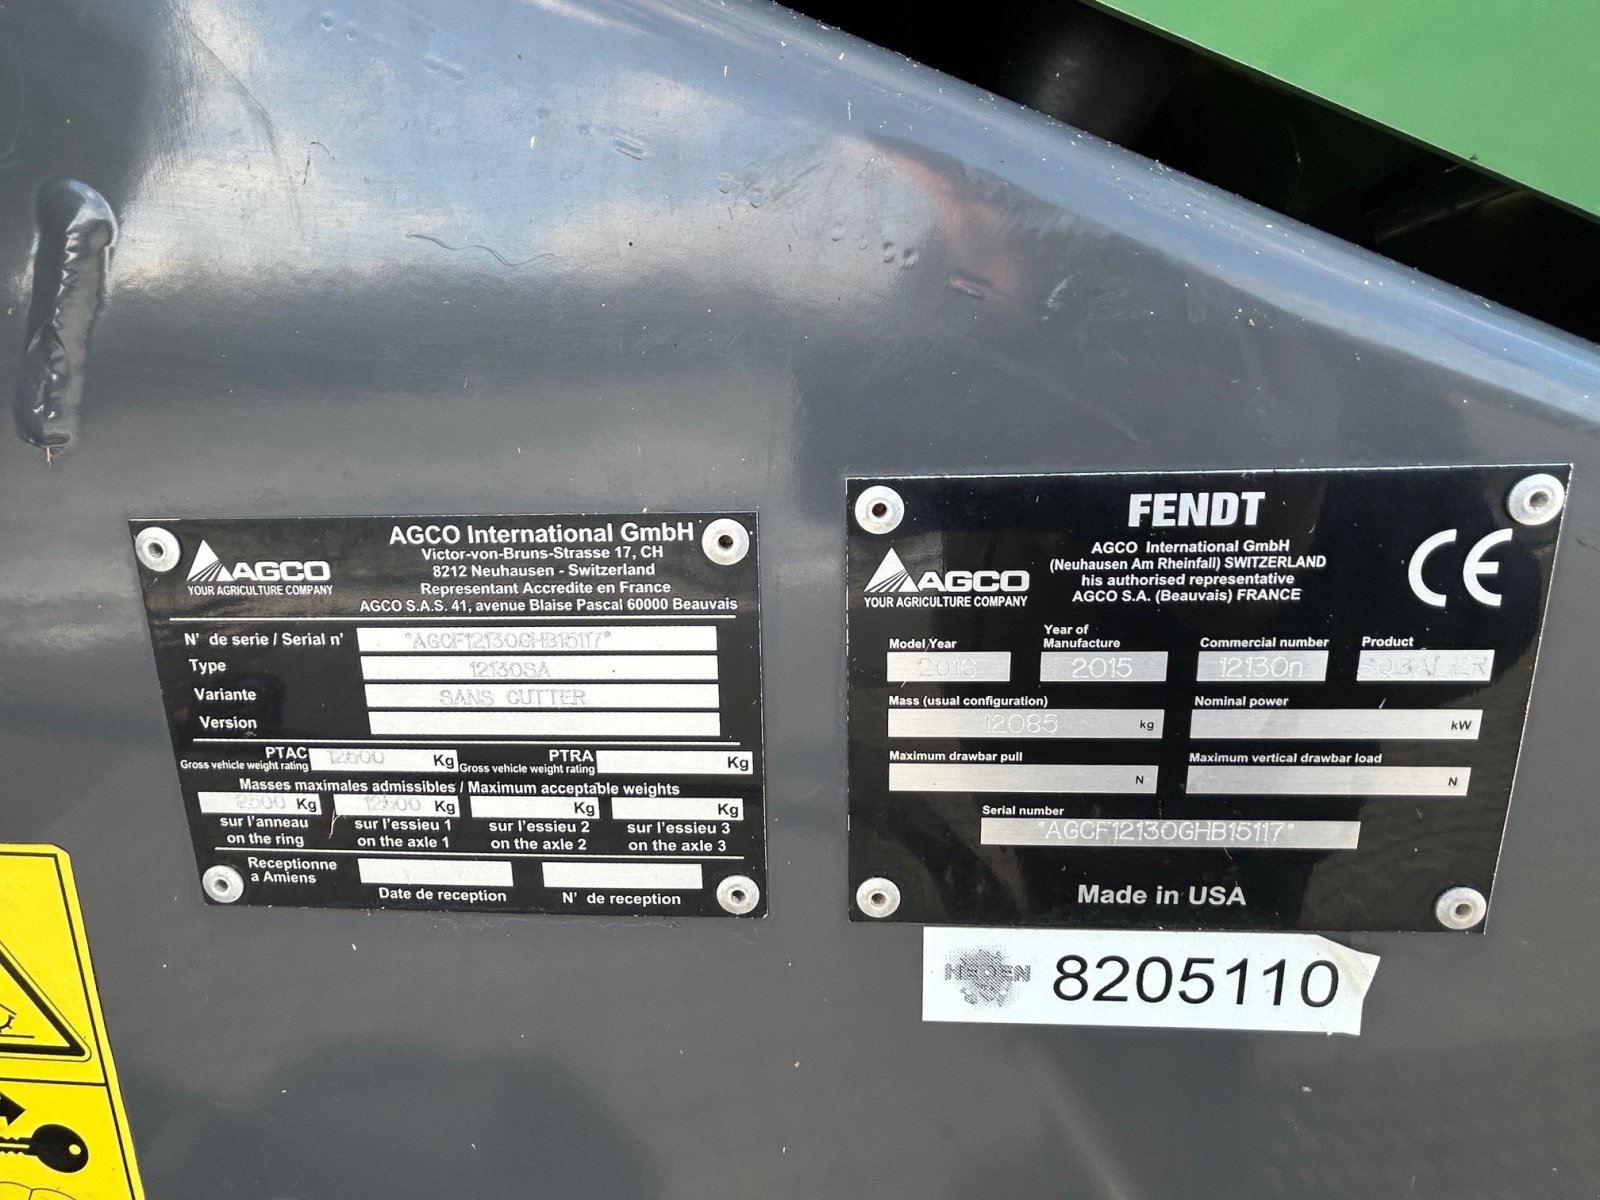 AGCO
YOUR AGRICULTURE COMPANY
AGCO International GmbH
Victor-von-Bruns-Strasse 17, CH
8212 Neuhausen - Switzerland
Representant Accredite en France
AGCO S.A.S. 41, avenue Blaise Pascal 60000 Beauvais
N' de serie / Serial n' *AGCF12130GHB15117*
Type 12130SA
Variante SANS CUTTER
Version
PTAC 12500 Kg PTRA Kg
Gross vehicle weight rating Gross vehicle weight rating
Masses maximales admissibles / Maximum acceptable weights
2500 Kg 12500 Kg Kg Kg
sur l'anneau sur l'essieu 1 sur l'essieu 2 sur l'essieu 3
on the ring on the axle 1 on the axle 2 on the axle 3
Receptionne
a Amiens
Date de reception N' de reception
FENDT
AGCO
YOUR AGRICULTURE COMPANY
AGCO International GmbH
(Neuhausen Am Rheinfall) SWITZERLAND
his authorised representative
AGCO S.A. (Beauvais) FRANCE
CE
Model Year Year of Manufacture Commercial number Product
2016 2015 12130n SQBALER
Mass (usual configuration) Nominal power
12085 kg kW
Maximum drawbar pull Maximum vertical drawbar load
N N
Serial number
*AGCF12130GHB15117*
Made in USA
HEDEN 8205110